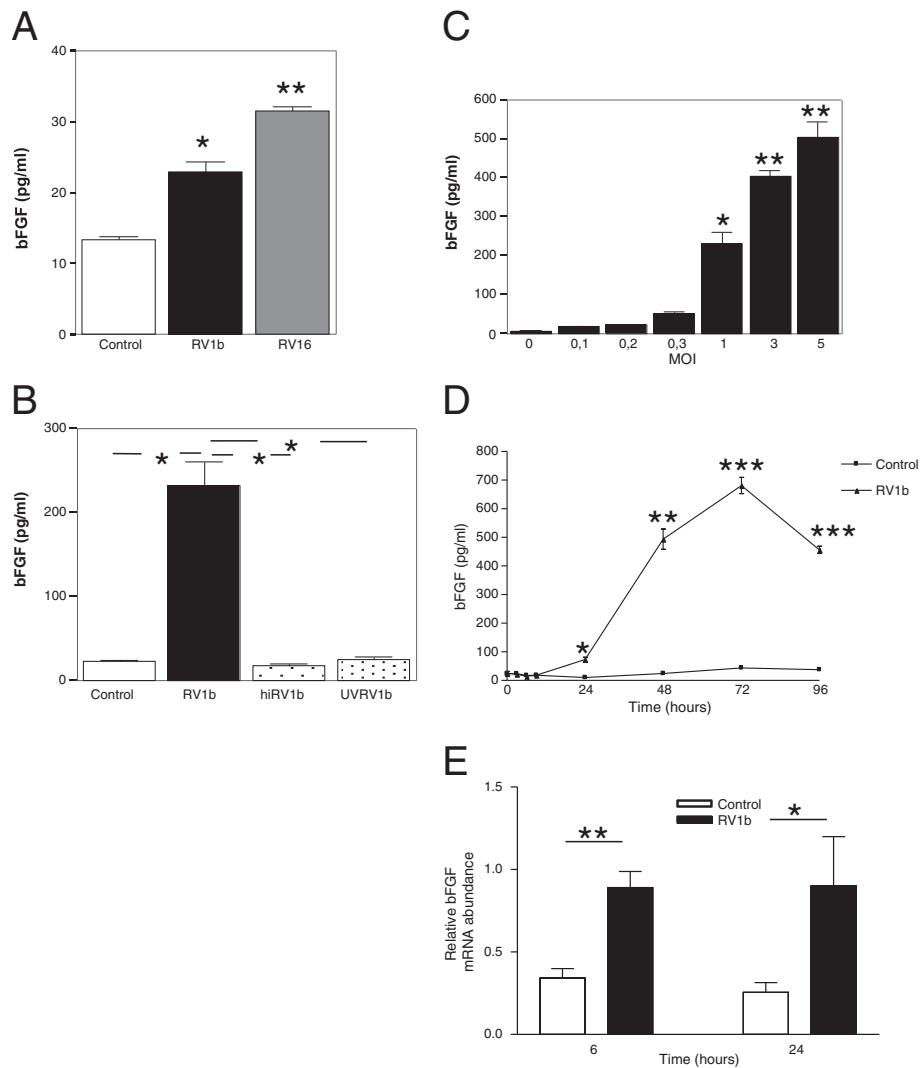 A
bFGF (pg/ml)
40
30
20
10
0
*
**
Control RV1b RV16
B
bFGF (pg/ml)
300
200
100
0
* * *
Control RV1b hiRV1b UVRV1b
C
bFGF (pg/ml)
600
500
400
300
200
100
0
*
**
**
0 0,1 0,2 0,3 1 3 5
MOI
D
bFGF (pg/ml)
800
700
600
500
400
300
200
100
0
*
**
***
***
Control
RV1b
0 24 48 72 96
Time (hours)
E
Relative bFGF
mRNA abundance
1.5
1.0
0.5
0.0
Control
RV1b
**
*
6 24
Time (hours)